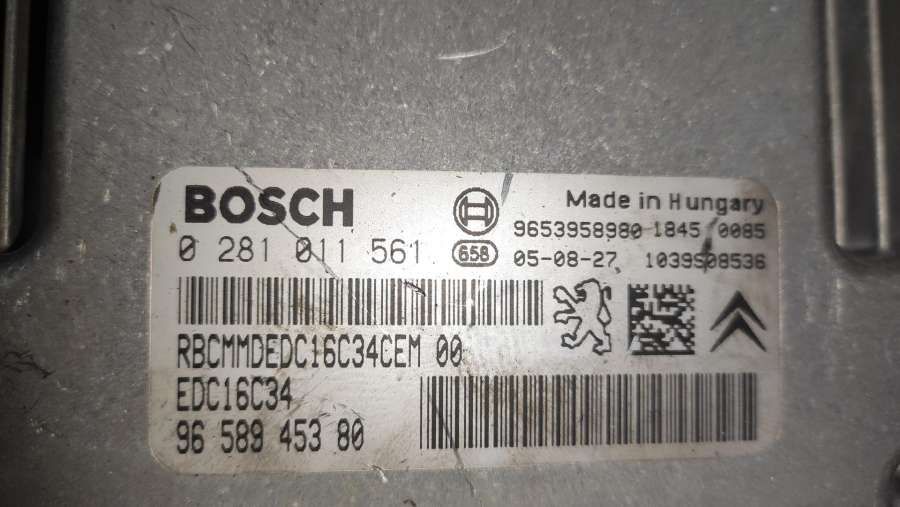 BOSCH
Made in Hungary
9653958980 1845 0085
0 281 011 561
658
05-08-27 1039S08536
RBCMMDEDC16C34CEM 00
EDC16C34
96 589 453 80